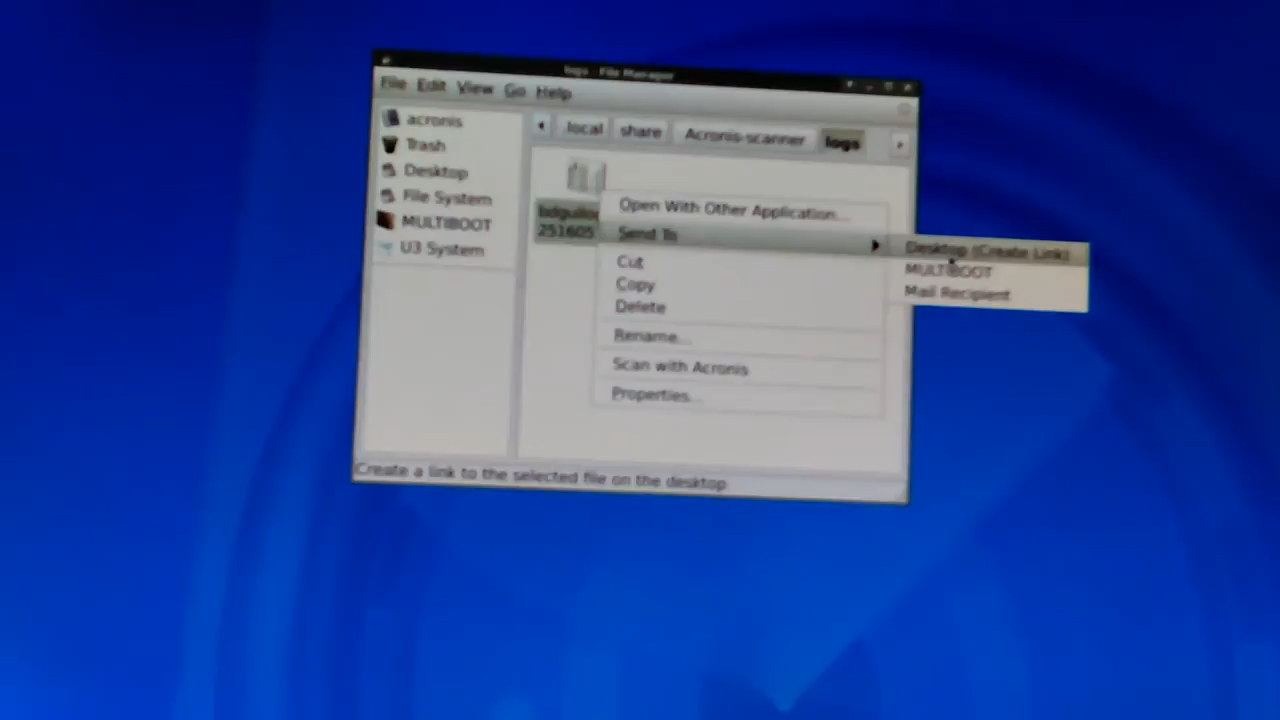 logs - File Manager
File Edit View Go Help
acronis
Trash
Desktop
File System
MULTIBOOT
U3 System
.local share Acronis-scanner logs
251605
Open With Other Application...
Send To
Cut
Copy
Delete
Rename...
Scan with Acronis
Properties...
Desktop (Create Link)
MULTIBOOT
Mail Recipient
Create a link to the selected file on the desktop